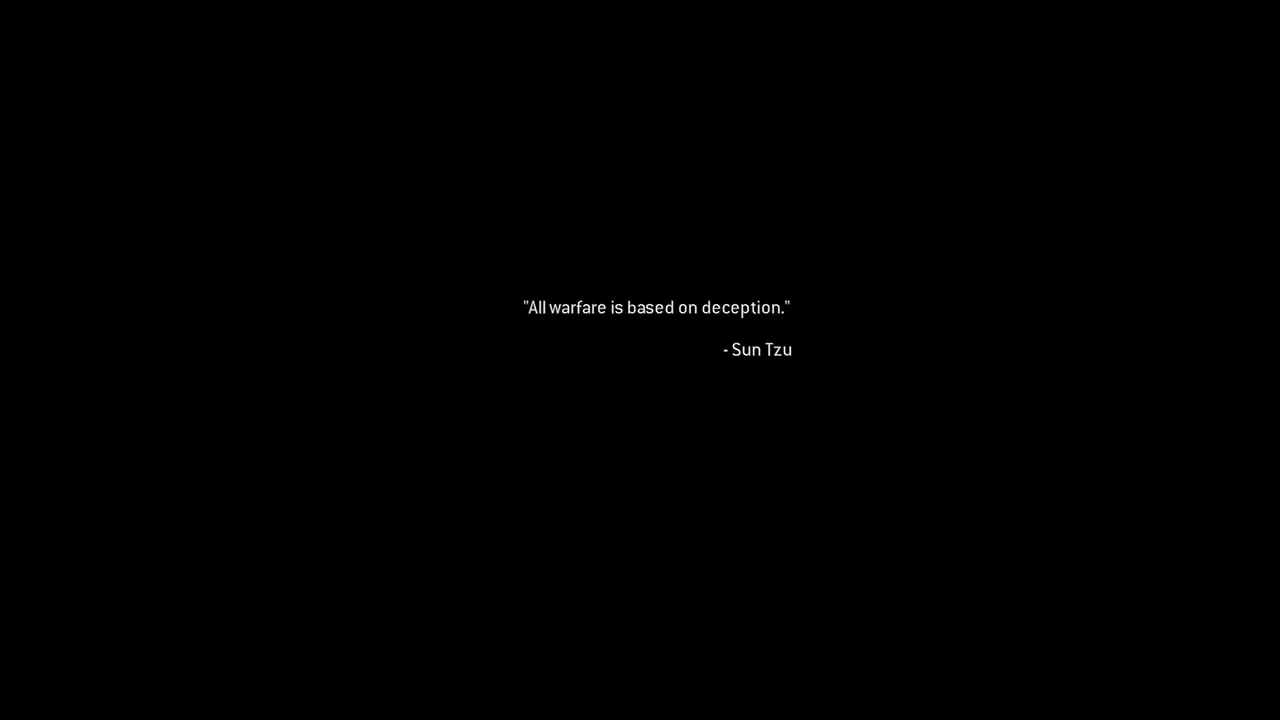 "All warfare is based on deception."
- Sun Tzu